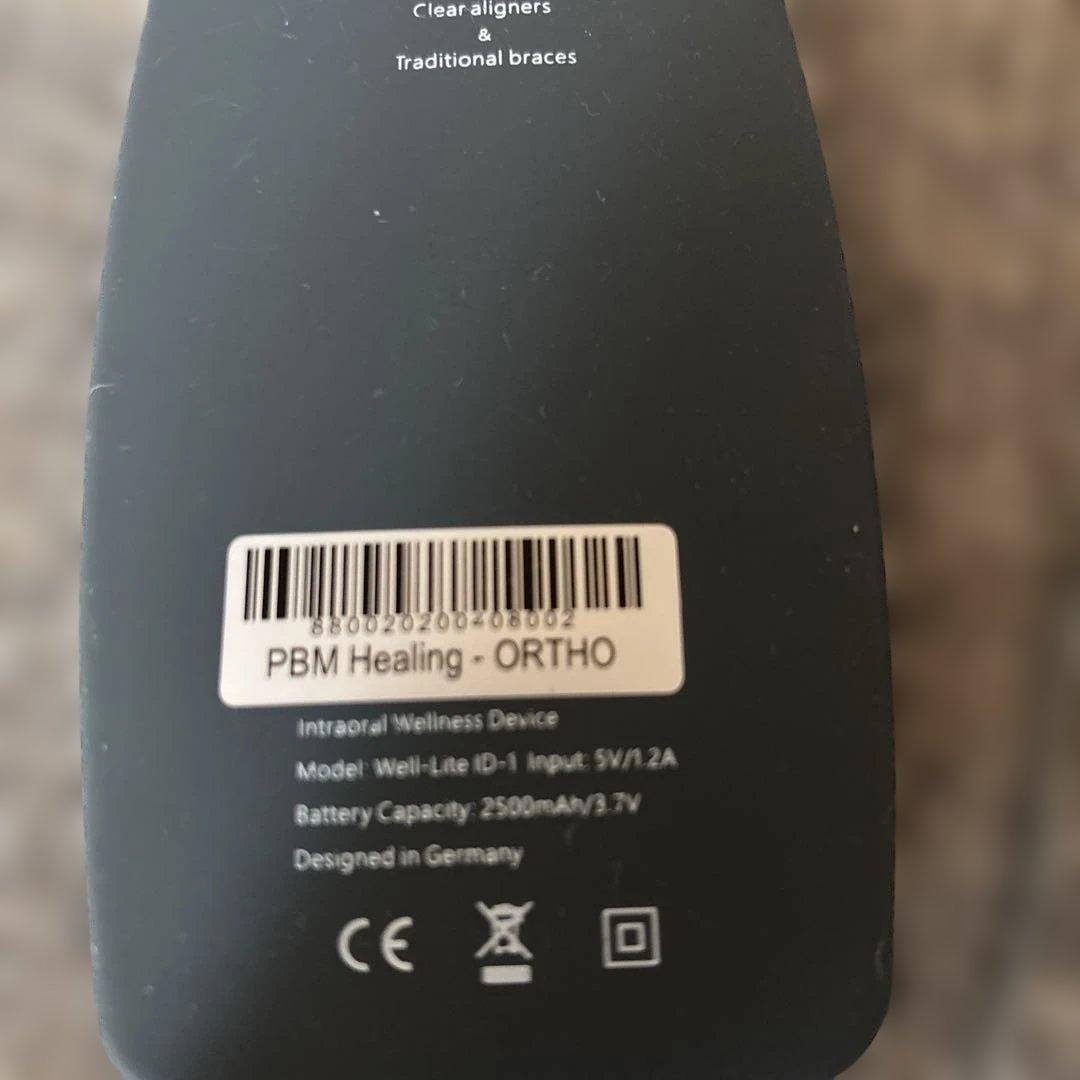 Clear aligners
&
Traditional braces
880020200408002
PBM Healing - ORTHO
Intraoral Wellness Device
Model: Well-Lite ID-1 Input: 5V/1.2A
Battery Capacity: 2500mAh/3.7V
Designed in Germany
CE